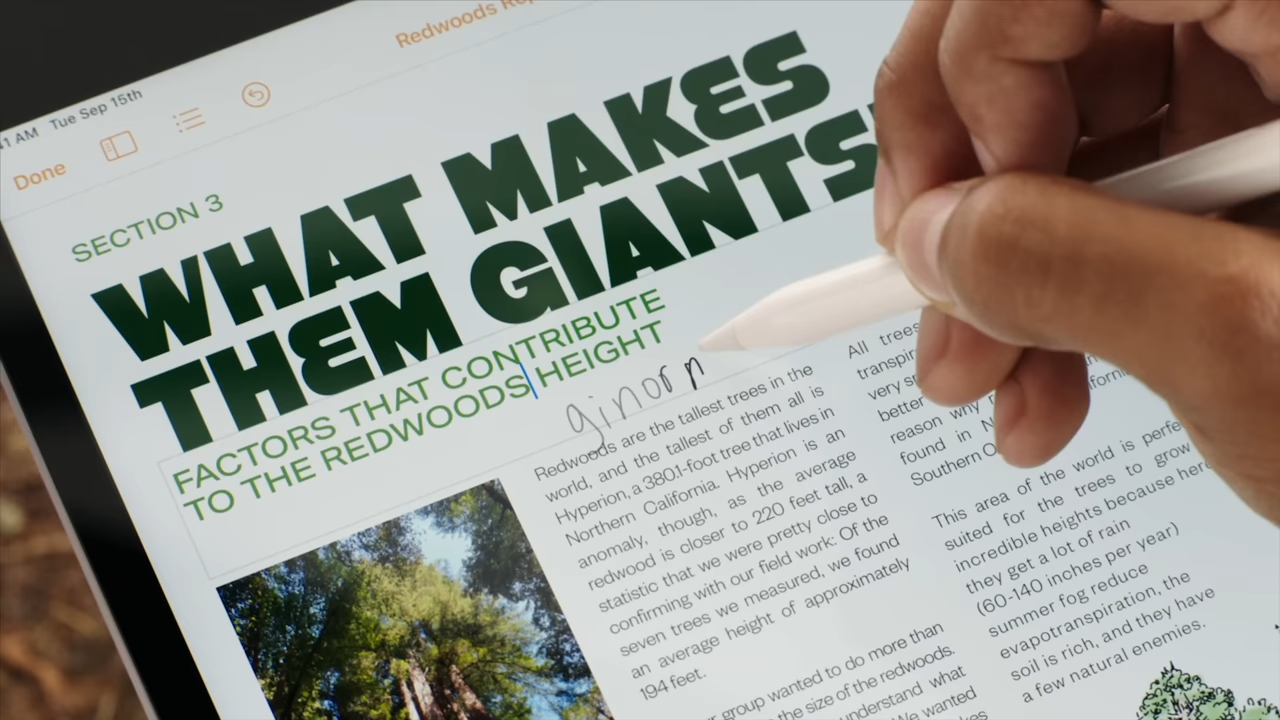 41 AM Tue Sep 15th
Redwoods Rep
Done
SECTION 3
WHAT MAKES
THEM GIANTS
FACTORS THAT CONTRIBUTE
TO THE REDWOODS HEIGHT
ginorn
Redwoods are the tallest trees in the
world, and the tallest of them all is
Hyperion, a 380.1-foot tree that lives in
Northern California. Hyperion is an
anomaly, though, as the average
redwood is closer to 220 feet tall, a
statistic that we were pretty close to
confirming with our field work: Of the
seven trees we measured, we found
an average height of approximately
194 feet.
group wanted to do more than
the size of the redwoods.
understand what
We wanted
All trees
transpir
very su
better
reason why
found in N
Southern O
This area of the world is perfe
suited for the trees to grow
incredible heights because here
they get a lot of rain
(60-140 inches per year)
summer fog reduce
evapotranspiration, the
soil is rich, and they have
a few natural enemies.